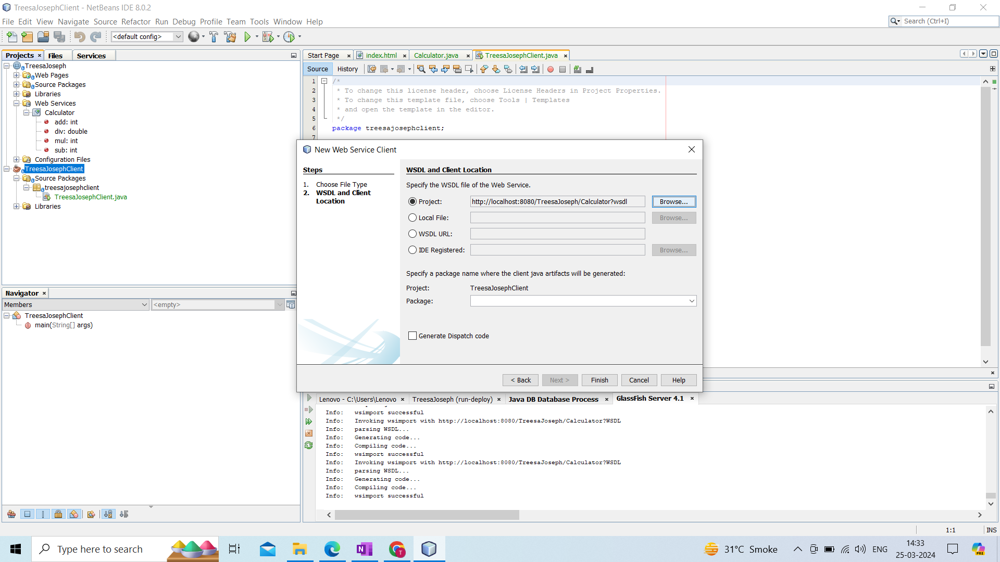 TreesaJosephClient - NetBeans IDE 8.0.2
File Edit View Navigate Source Refactor Run Debug Profile Team Tools Window Help
Search (Ctrl+I)
<default config>
Projects Files Services
TreesaJoseph
Web Pages
Source Packages
Libraries
Web Services
Calculator
add: int
div: double
mul: int
sub: int
Configuration Files
TreesaJosephClient
Source Packages
treesajosephclient
TreesaJosephClient.java
Libraries
Navigator
Members
<empty>
TreesaJosephClient
main(String[] args)
Start Page index.html Calculator.java TreesaJosephClient.java
Source History
1 /*
2 * To change this license header, choose License Headers in Project Properties.
3 * To change this template file, choose Tools | Templates
4 * and open the template in the editor.
5 */
6 package treesajosephclient;
7
New Web Service Client
Steps
1. Choose File Type
2. WSDL and Client
Location
WSDL and Client Location
Specify the WSDL file of the Web Service.
Project: http://localhost:8080/TreesaJoseph/Calculator?wsdl Browse...
Local File: Browse...
WSDL URL:
IDE Registered: Browse...
Specify a package name where the client java artifacts will be generated:
Project: TreesaJosephClient
Package:
Generate Dispatch code
< Back Next > Finish Cancel Help
Lenovo - C:\Users\Lenovo TreesaJoseph (run-deploy) Java DB Database Process GlassFish Server 4.1
Info: wsimport successful
Info: Invoking wsimport with http://localhost:8080/TreesaJoseph/Calculator?WSDL
Info: parsing WSDL...
Info: Generating code...
Info: Compiling code...
Info: wsimport successful
Info: Invoking wsimport with http://localhost:8080/TreesaJoseph/Calculator?WSDL
Info: parsing WSDL...
Info: Generating code...
Info: Compiling code...
Info: wsimport successful
1:1 INS
Type here to search
31°C Smoke
ENG
14:33
25-03-2024
PRE